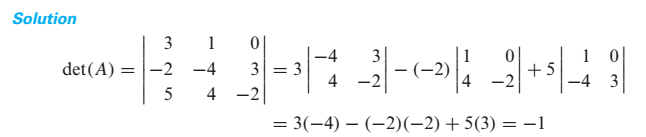 Solution
det(A) = | 3 1 0 ; −2 −4 3 ; 5 4 −2 | = 3 | −4 3 ; 4 −2 | − (−2) | 1 0 ; 4 −2 | + 5 | 1 0 ; −4 3 |
= 3(−4) − (−2)(−2) + 5(3) = −1